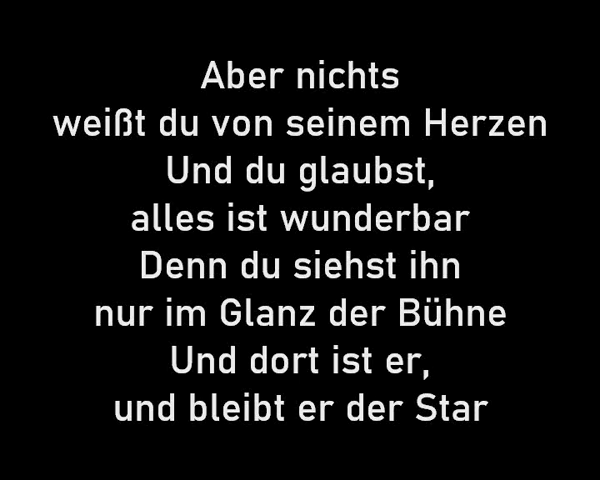 Aber nichts
weißt du von seinem Herzen
Und du glaubst,
alles ist wunderbar
Denn du siehst ihn
nur im Glanz der Bühne
Und dort ist er,
und bleibt er der Star